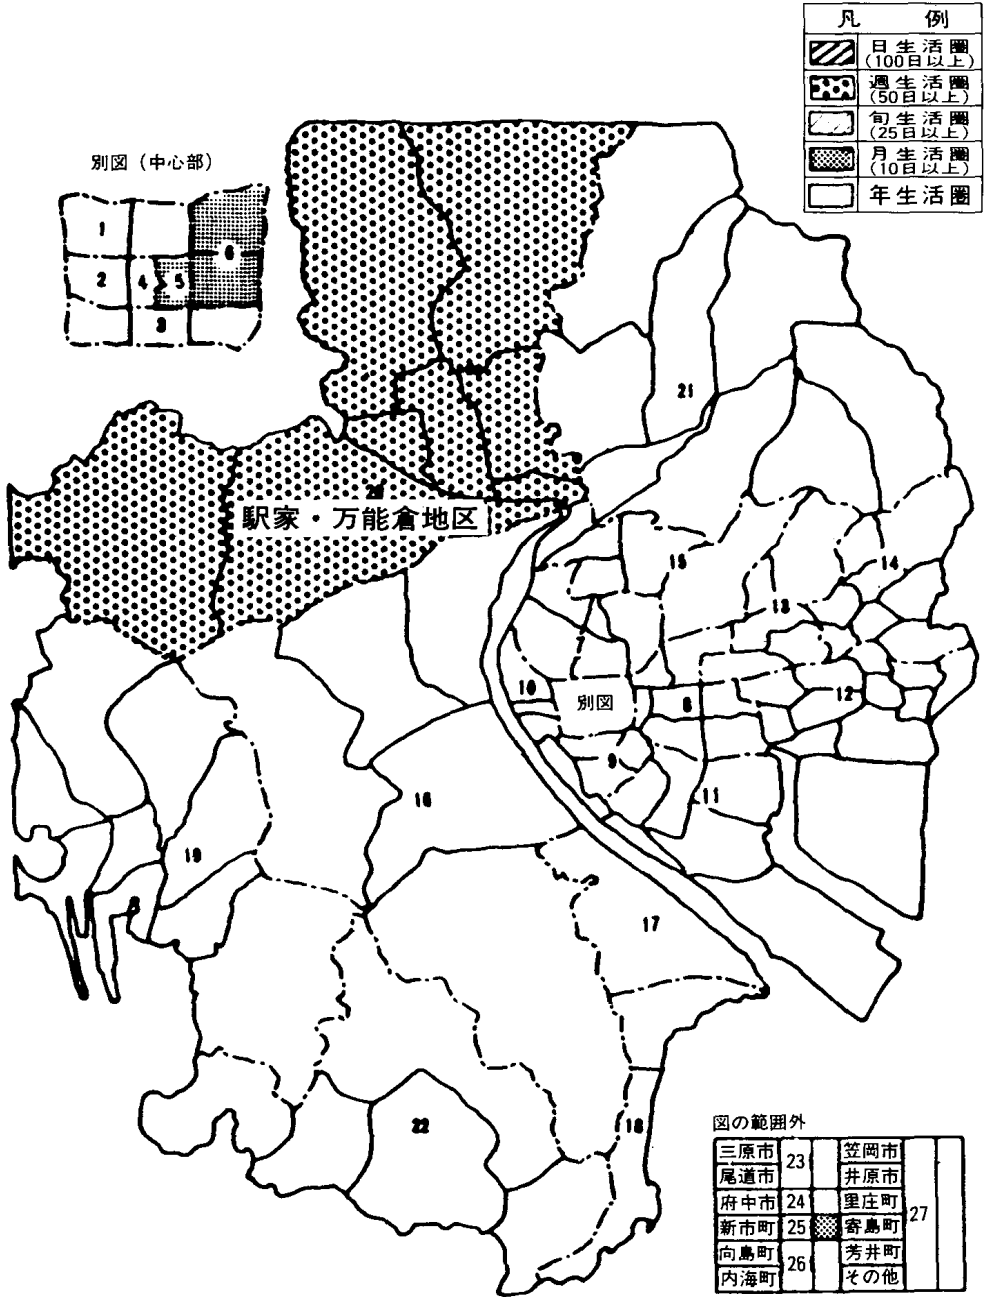 凡 例
日生活圏
(100日以上)
週生活圏
(50日以上)
旬生活圏
(25日以上)
月生活圏
(10日以上)
年生活圏
別図（中心部）
1
6
2 4 5
3
21
駅家・万能倉地区
15
14
13
7
10
別図
8
12
9
16
11
19
17
22
18
図の範囲外
三原市 23 笠岡市
尾道市 井原市
府中市 24 里庄町
新市町 25 寄島町 27
向島町 26 芳井町
内海町 その他